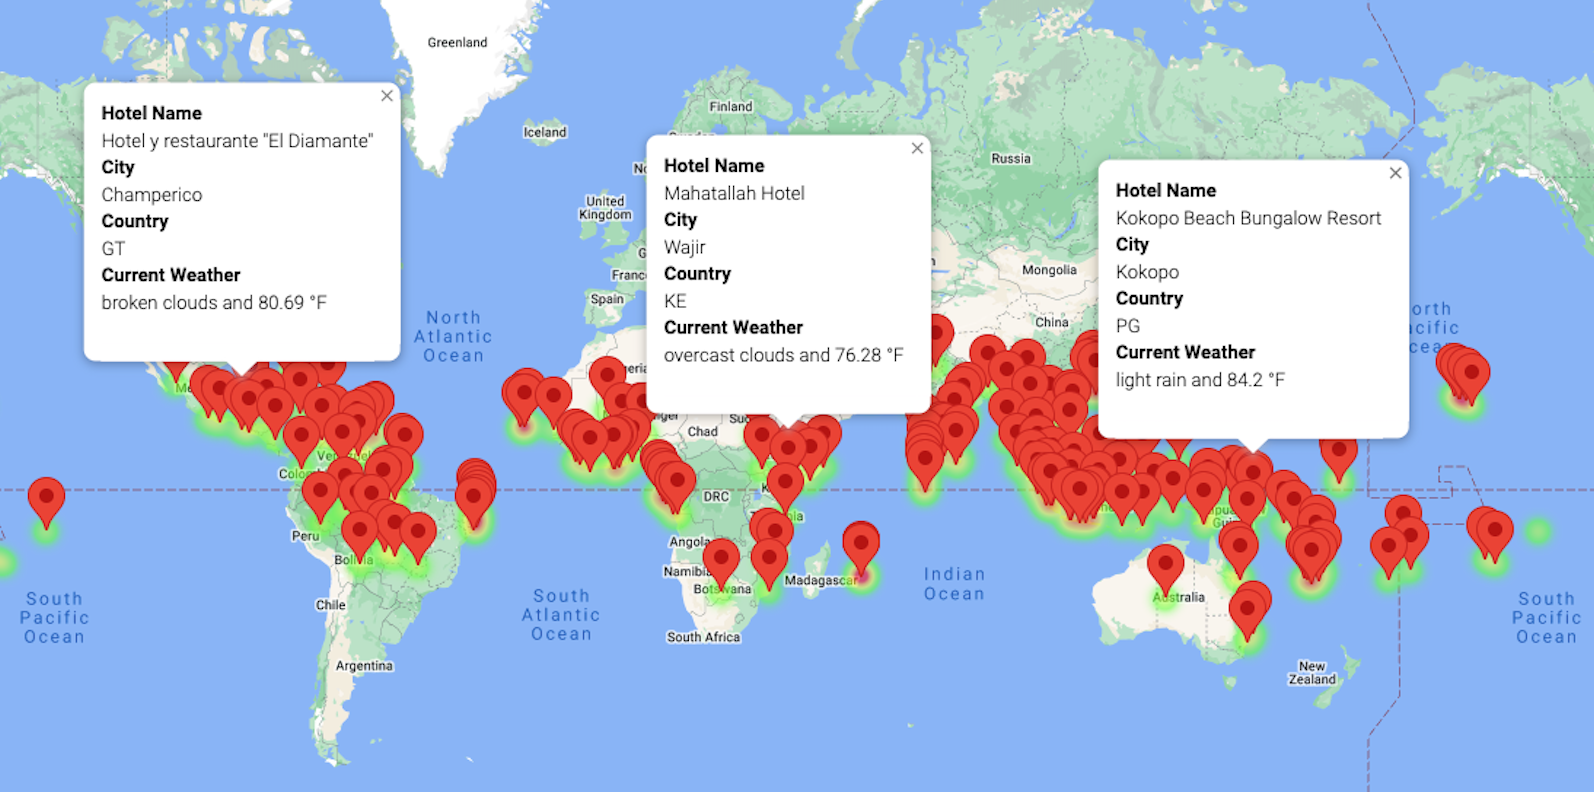 Greenland
Hotel Name
Hotel y restaurante "El Diamante"
City
Champerico
Country
GT
Current Weather
broken clouds and 80.69 °F
Iceland
Finland
Russia
United
Kingdom
Spain
Hotel Name
Mahatallah Hotel
City
Wajir
Country
KE
Current Weather
overcast clouds and 76.28 °F
Mongolia
China
Hotel Name
Kokopo Beach Bungalow Resort
City
Kokopo
Country
PG
Current Weather
light rain and 84.2 °F
North
Atlantic
Ocean
Chad
DRC
Peru
Bolivia
Angola
Namibia
Botswana
Madagascar
Indian
Ocean
Australia
South
Pacific
Ocean
Chile
South
Atlantic
Ocean
South Africa
South
Pacific
Ocean
Argentina
New
Zealand